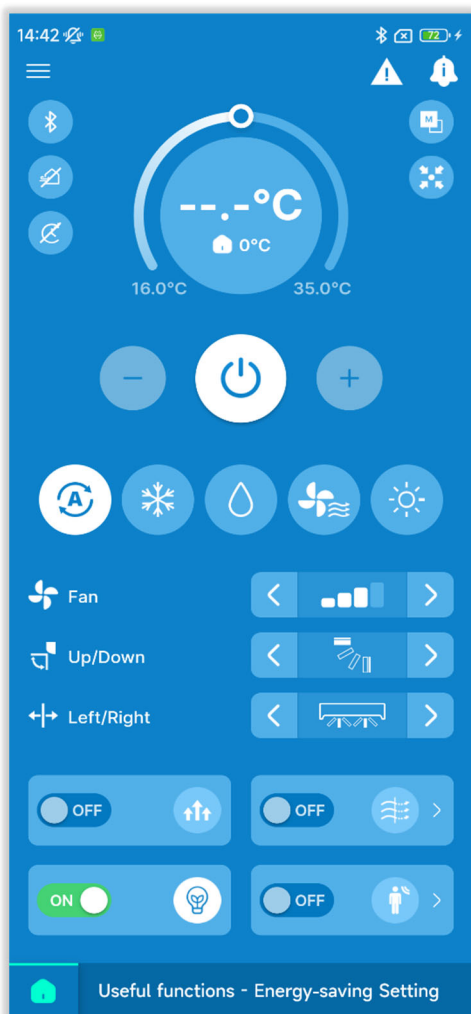 14:42
72
M
--.-°C
0°C
16.0°C
35.0°C
A
Fan
Up/Down
Left/Right
OFF
OFF
ON
OFF
Useful functions - Energy-saving Setting